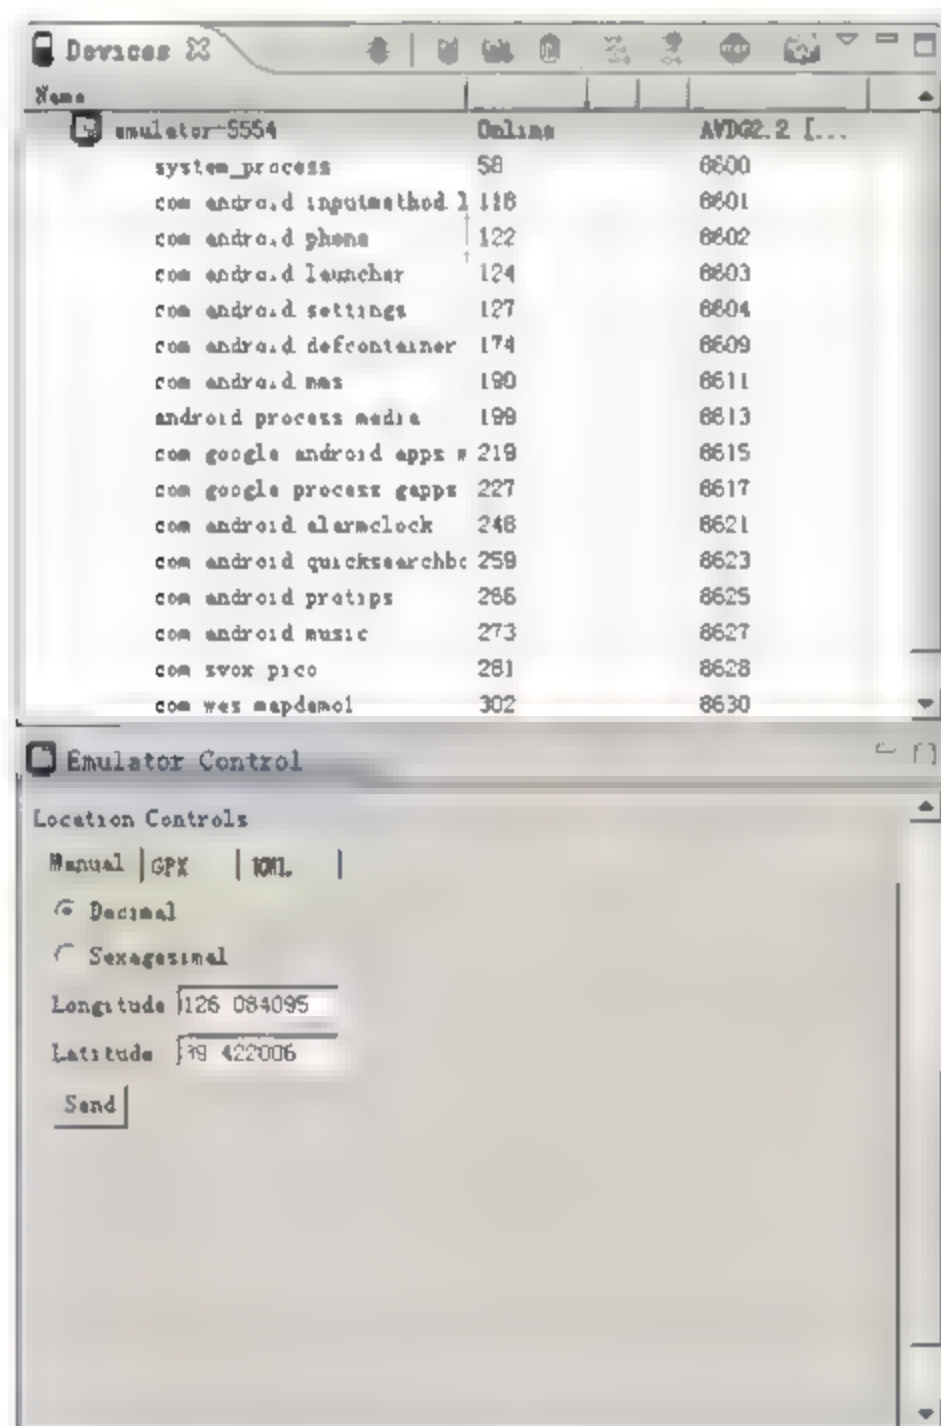 Devices
Name
emulator-5554 Online AVDG2.2 [...
system_process 58 8600
com android inputmethod l 118 8601
com android phone 122 8602
com android launcher 124 8603
com android settings 127 8604
com android defcontainer 174 8609
com android mms 190 8611
android process media 199 8613
com google android apps m 219 8615
com google process gapps 227 8617
com android alarmclock 248 8621
com android quicksearchbo 259 8623
com android protips 266 8625
com android music 273 8627
com svox pico 281 8628
com wes mapdemo1 302 8630
Emulator Control
Location Controls
Manual GPX KML
Decimal
Sexagesimal
Longitude 126 084095
Latitude 39 422006
Send